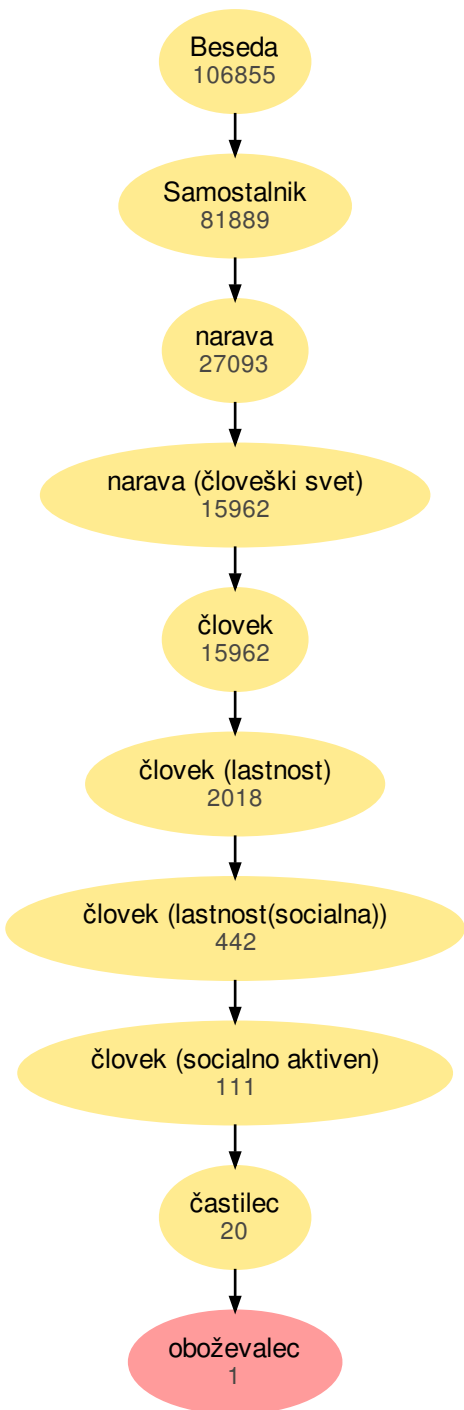 Beseda
106855
Samostalnik
81889
narava
27093
narava (človeški svet)
15962
človek
15962
človek (lastnost)
2018
človek (lastnost(socialna))
442
človek (socialno aktiven)
111
častilec
20
oboževalec
1